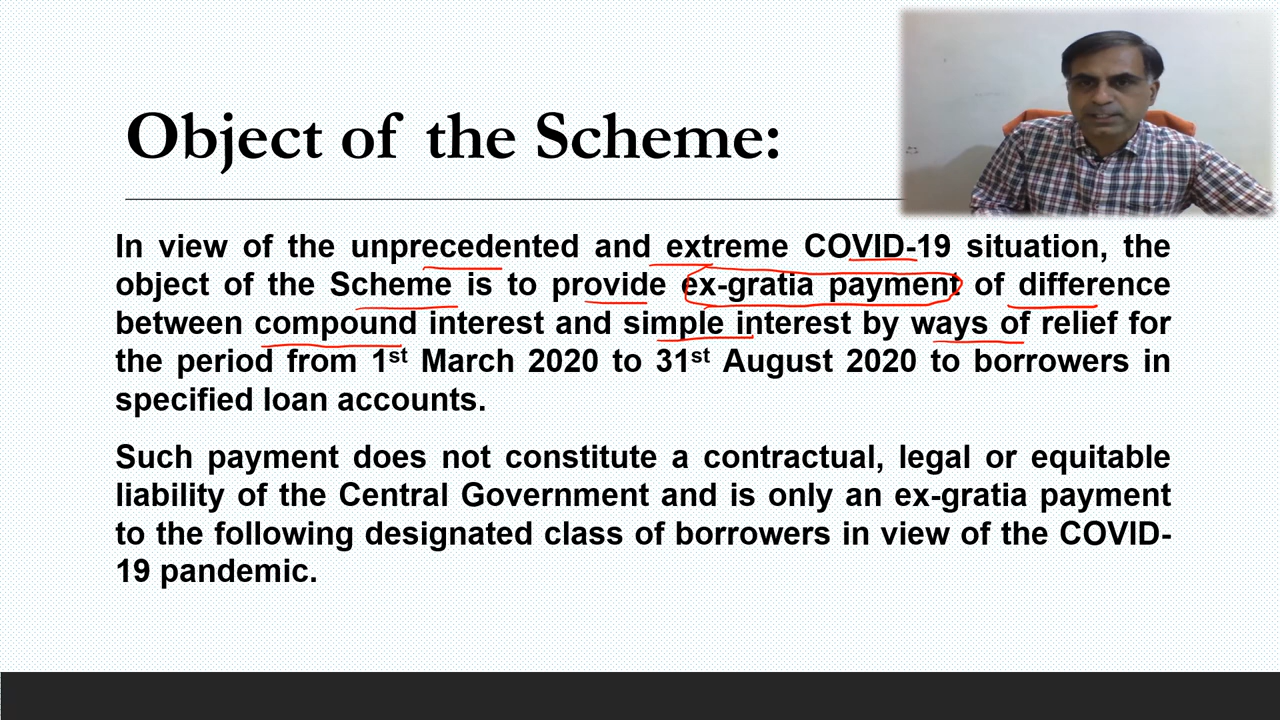 Object of the Scheme:
In view of the unprecedented and extreme COVID-19 situation, the
object of the Scheme is to provide ex-gratia payment of difference
between compound interest and simple interest by ways of relief for
the period from 1st March 2020 to 31st August 2020 to borrowers in
specified loan accounts.
Such payment does not constitute a contractual, legal or equitable
liability of the Central Government and is only an ex-gratia payment
to the following designated class of borrowers in view of the COVID-
19 pandemic.